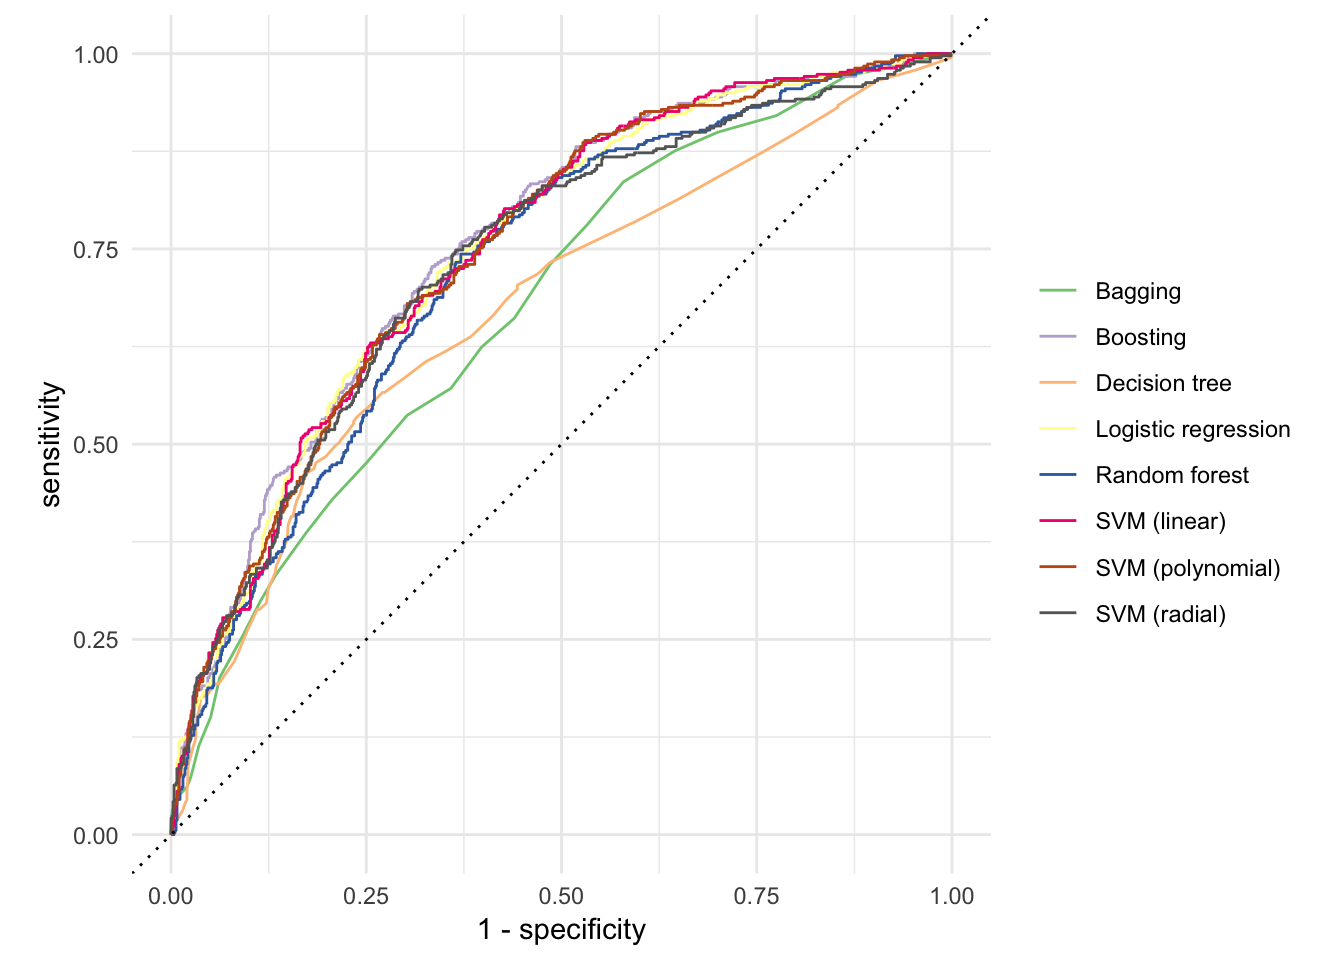 1.00
0.75
0.50
0.25
0.00
sensitivity
0.00 0.25 0.50 0.75 1.00
1 - specificity
Bagging
Boosting
Decision tree
Logistic regression
Random forest
SVM (linear)
SVM (polynomial)
SVM (radial)